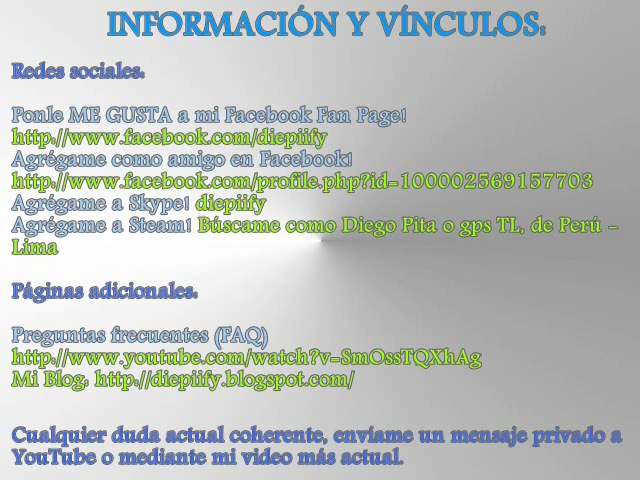 INFORMACIÓN Y VÍNCULOS:
Redes sociales:
Ponle ME GUSTA a mi Facebook Fan Page!
http://www.facebook.com/diepiify
Agrégame como amigo en Facebook!
http://www.facebook.com/profile.php?id=100002569157703
Agrégame a Skype! diepiify
Agrégame a Steam! Búscame como Diego Pita o gps TL, de Perú -
Lima
Páginas adicionales:
Preguntas frecuentes (FAQ)
http://www.youtube.com/watch?v=SmOssTQXhAg
Mi Blog: http://diepiify.blogspot.com/
Cualquier duda actual coherente, envíame un mensaje privado a
YouTube o mediante mi video más actual.